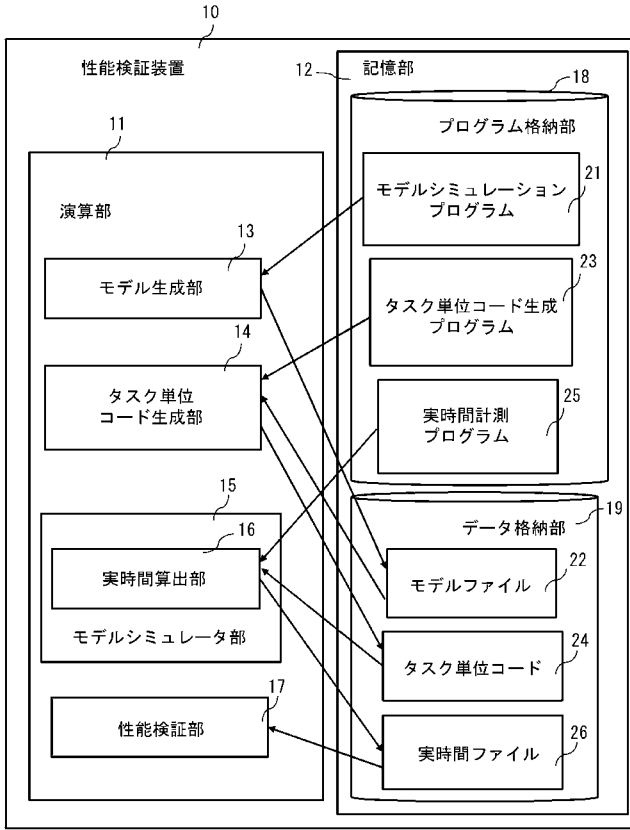 10
性能検証装置
11
演算部
13
モデル生成部
14
タスク単位
コード生成部
15
16
実時間算出部
モデルシミュレータ部
17
性能検証部
12
記憶部
18
プログラム格納部
モデルシミュレーション
プログラム
21
タスク単位コード生成
プログラム
23
実時間計測
プログラム
25
データ格納部
19
モデルファイル
22
タスク単位コード
24
実時間ファイル
26